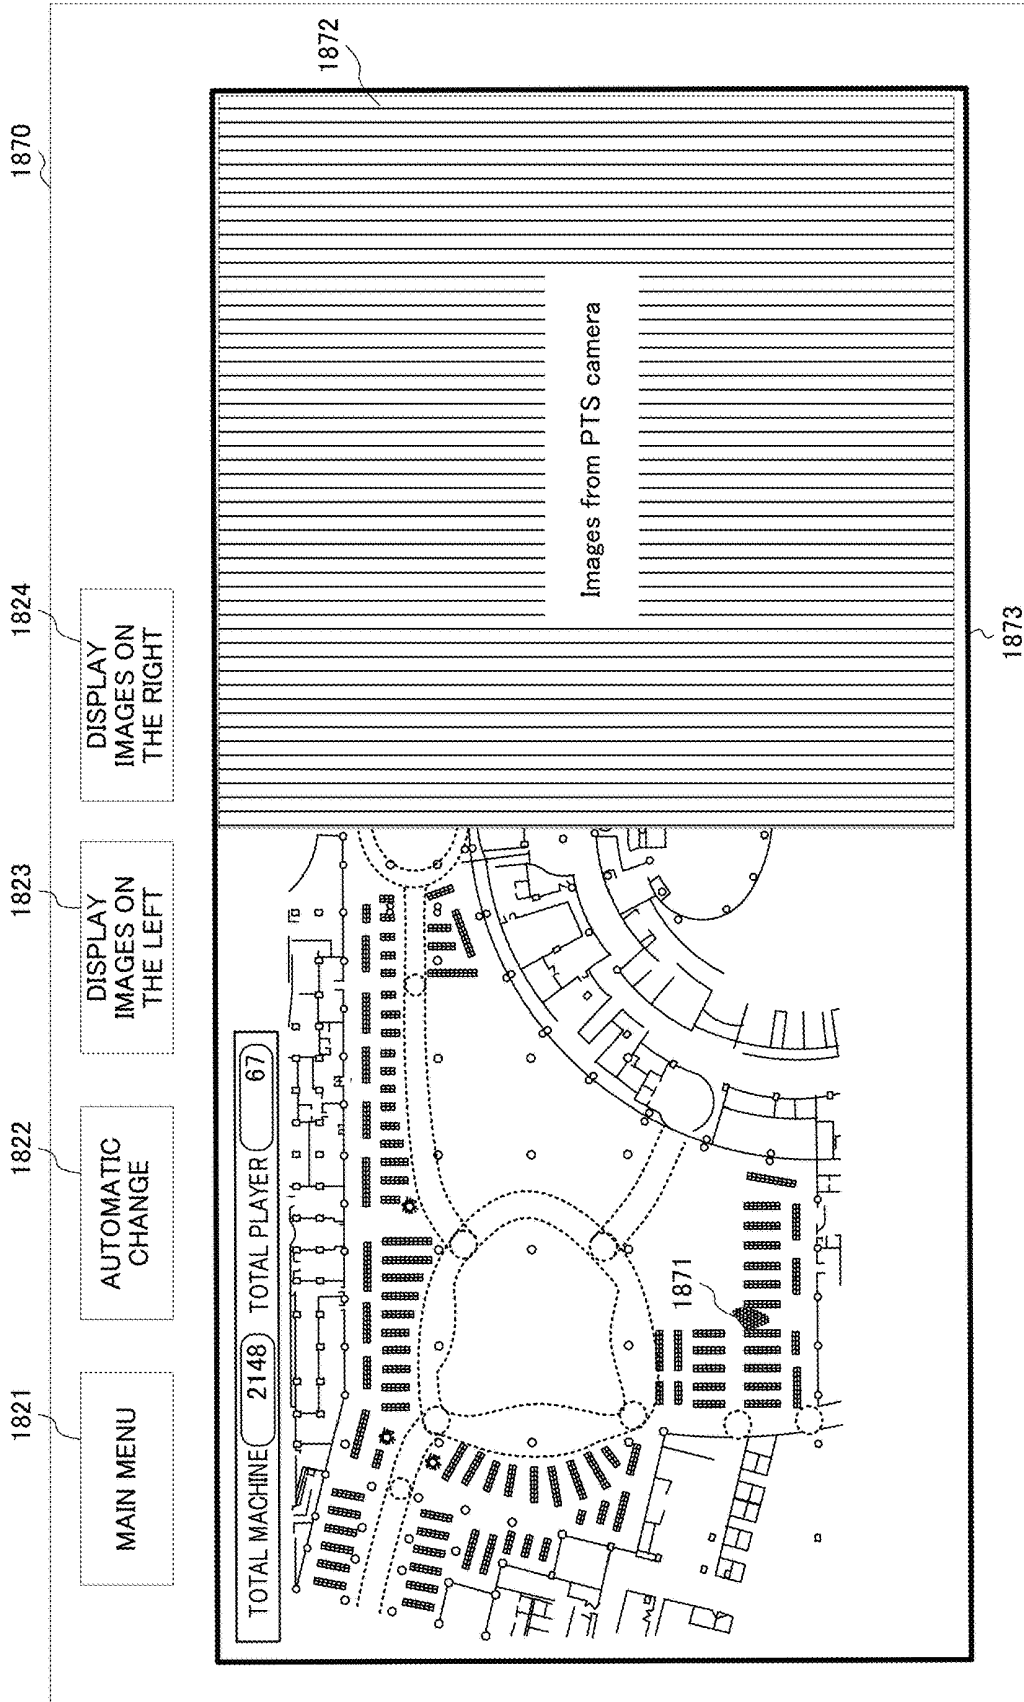 1870
1821
1822
1823
1824
MAIN MENU
AUTOMATIC
CHANGE
DISPLAY
IMAGES ON
THE LEFT
DISPLAY
IMAGES ON
THE RIGHT
1872
TOTAL MACHINE 2148 TOTAL PLAYER 67
Images from PTS camera
1871
1873